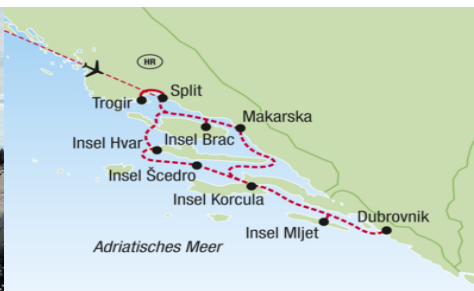 HR
Split
Trogir
Makarska
Insel Hvar
Insel Brac
Insel Šcedro
Insel Korcula
Dubrovnik
Insel Mljet
Adriatisches Meer